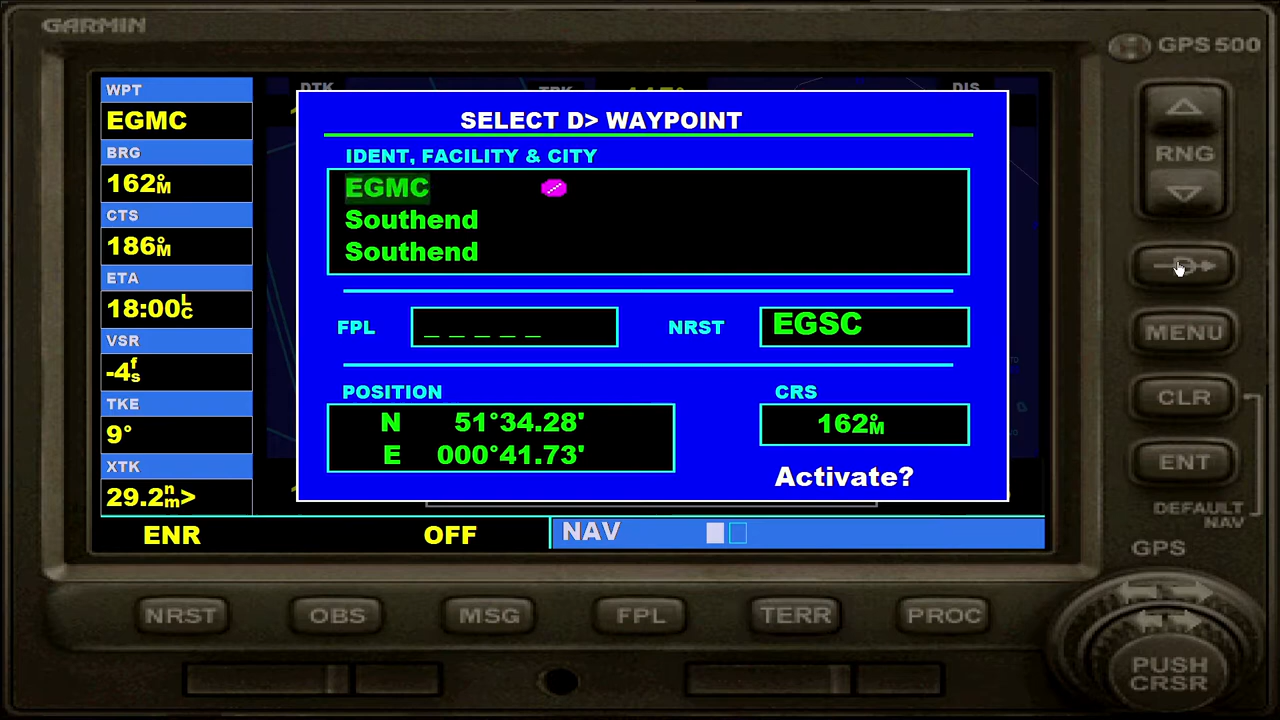 GARMIN
GPS 500
WPT
EGMC
BRG
162°M
CTS
186°M
ETA
18:00LC
VSR
-4fs
TKE
9°
XTK
29.2nm>
DTK
TRK
DIS
SELECT D> WAYPOINT
IDENT, FACILITY & CITY
EGMC
Southend
Southend
FPL _ _ _ _ _ NRST EGSC
POSITION CRS
N 51°34.28' 162°M
E 000°41.73'
Activate?
ENR OFF NAV
RNG
D
MENU
CLR
ENT
DEFAULT
NAV
GPS
NRST OBS MSG FPL TERR PROC
PUSH
CRSR